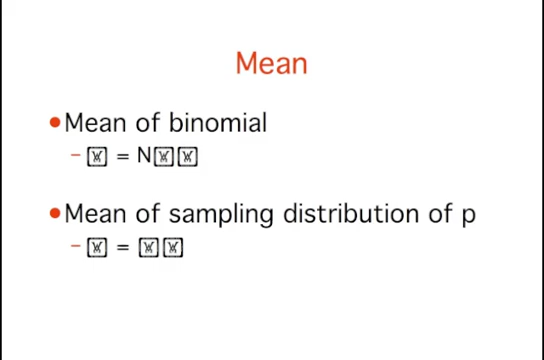 Mean
•Mean of binomial
– = N
•Mean of sampling distribution of p
– =